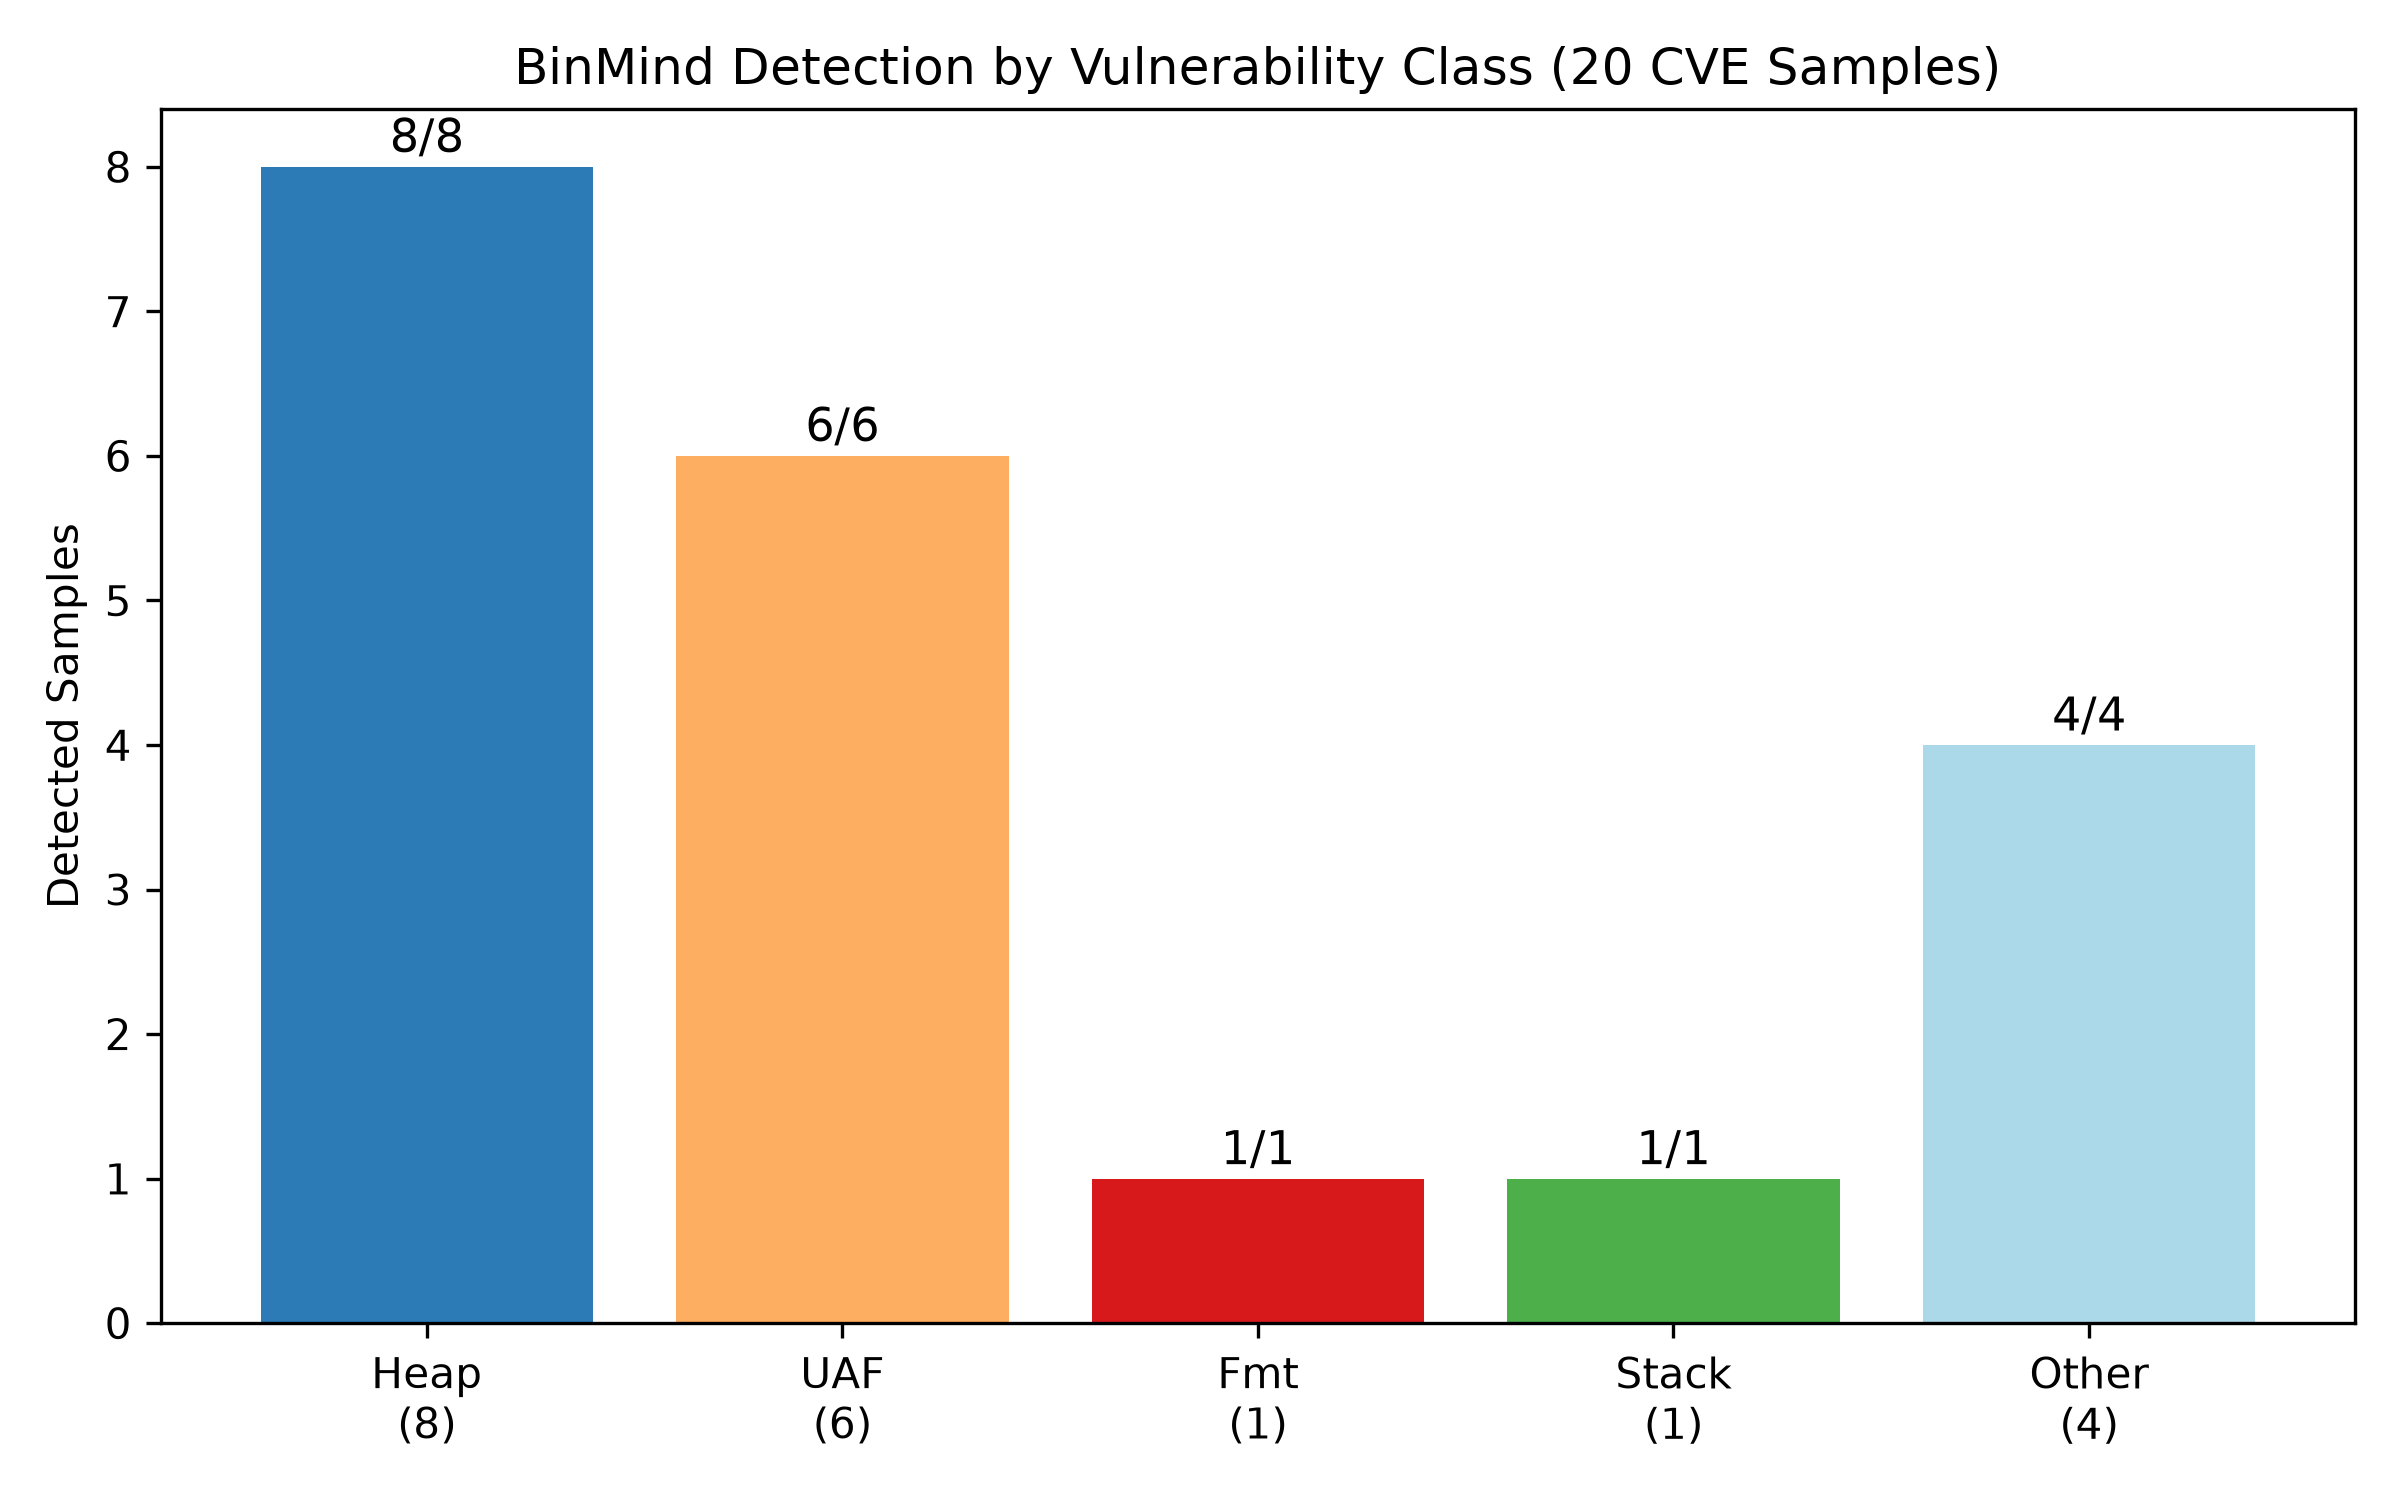 BinMind Detection by Vulnerability Class (20 CVE Samples)
8/8
6/6
1/1
1/1
4/4
Detected Samples
8
7
6
5
4
3
2
1
0
Heap
(8)
UAF
(6)
Fmt
(1)
Stack
(1)
Other
(4)